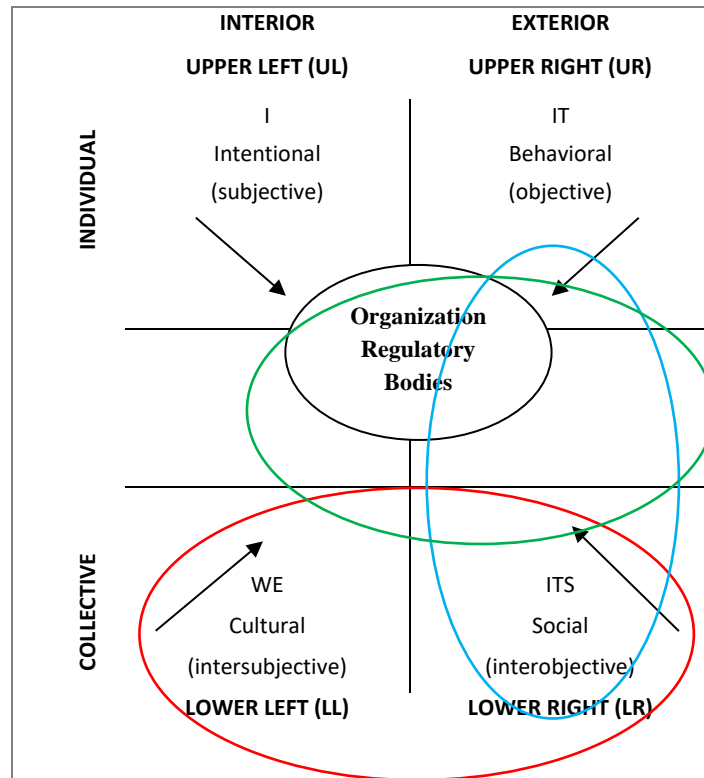 INTERIOR
EXTERIOR
UPPER LEFT (UL)
UPPER RIGHT (UR)
INDIVIDUAL
I
Intentional
(subjective)
IT
Behavioral
(objective)
Organization
Regulatory
Bodies
COLLECTIVE
WE
Cultural
(intersubjective)
LOWER LEFT (LL)
ITS
Social
(interobjective)
LOWER RIGHT (LR)